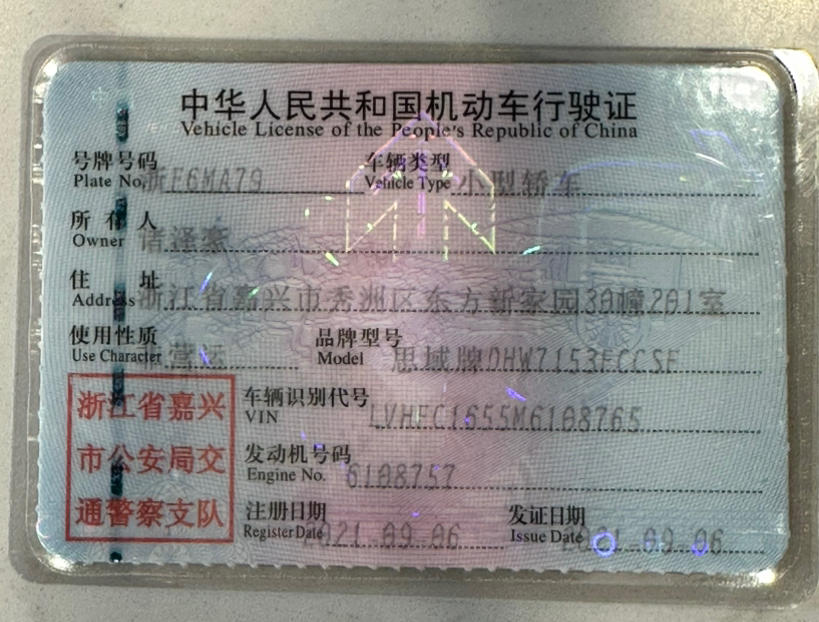 中华人民共和国机动车行驶证
Vehicle License of the People's Republic of China
号牌号码 浙F6MA79 车辆类型 小型轿车
Plate No. Vehicle Type
所有人 诸泽豪
Owner
住址 浙江省嘉兴市秀洲区东方新家园30幢201室
Address
使用性质 非营运 品牌型号 思域牌DHW7153FCCSF
Use Character Model
浙江省嘉兴
市公安局交
通警察支队
车辆识别代号 LVHFC1655M6108765
VIN
发动机号码 6108757
Engine No.
注册日期 2021-09-06 发证日期 2021-09-06
Register Date Issue Date